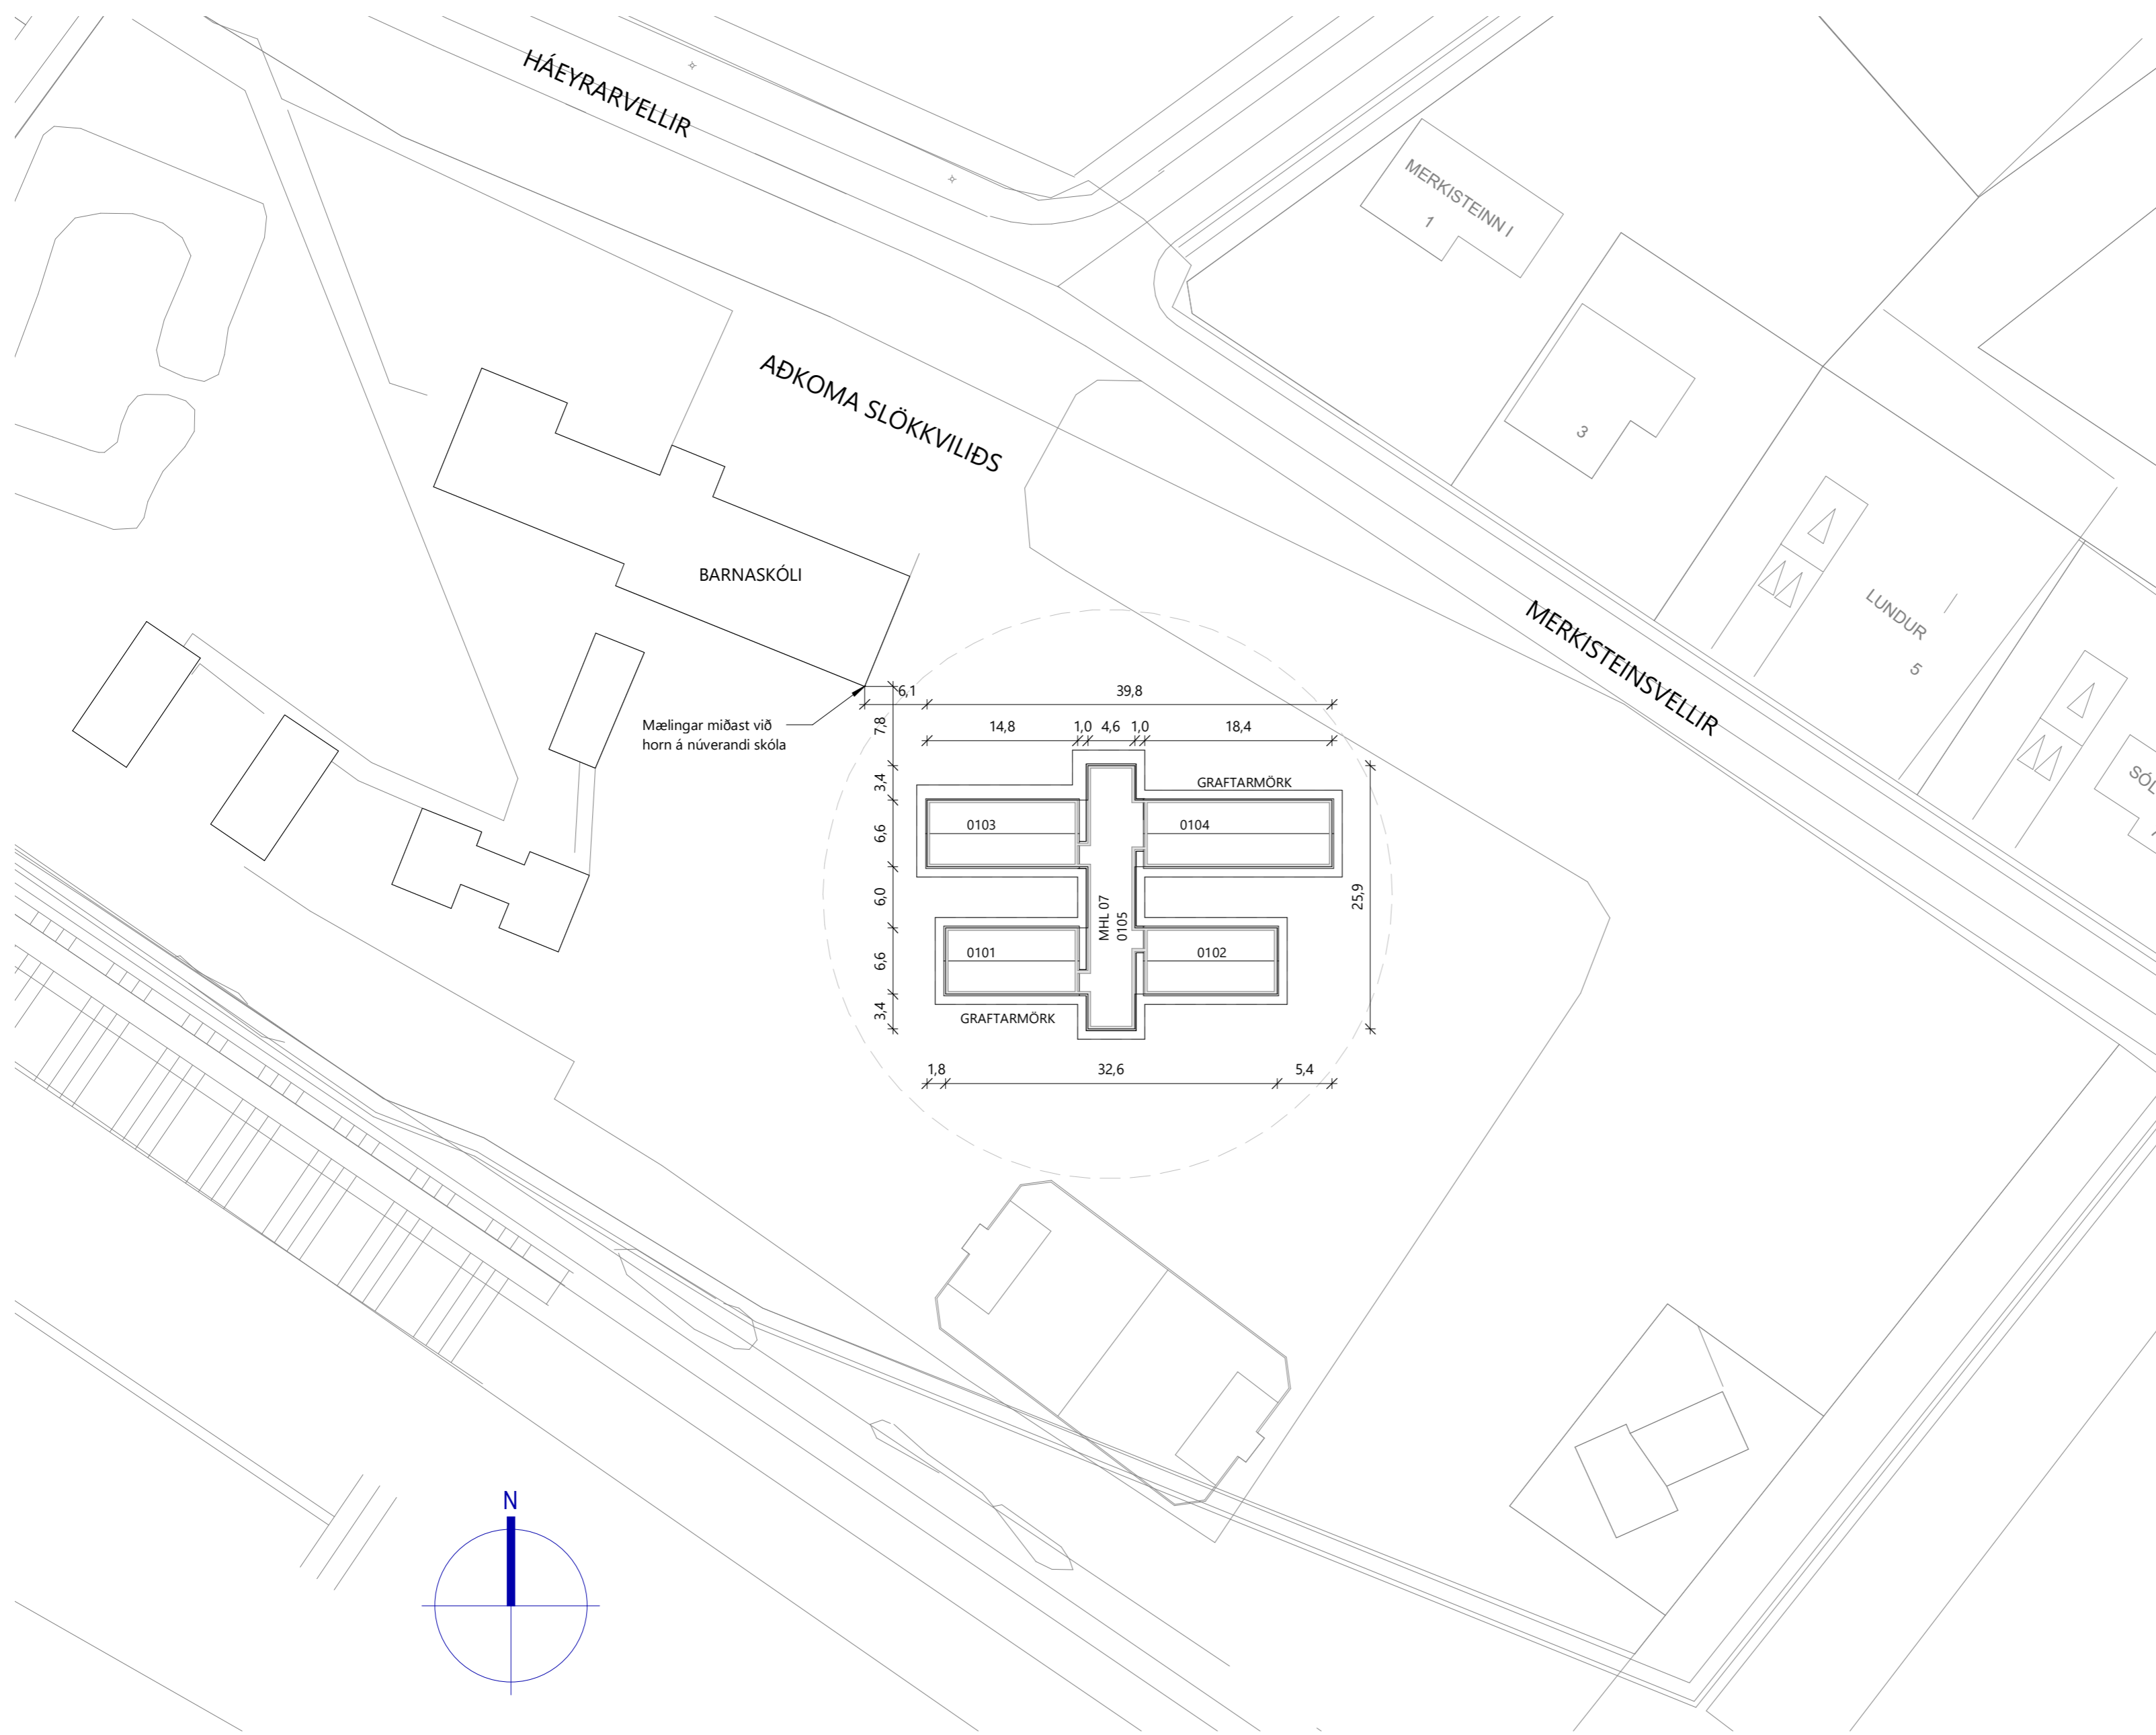 HÁEYRARVELLIR
MERKISTEINN I
1
AÐKOMA SLÖKKVILIÐS
3
BARNASKÓLI
LUNDUR
5
MERKISTEINSVELLIR
Mælingar miðast við
horn á núverandi skóla
6,1
39,8
7,8
14,8
1,0
4,6
1,0
18,4
3,4
GRAFTARMÖRK
6,6
0103
0104
6,0
MHL 07
0105
25,9
6,6
0101
0102
3,4
GRAFTARMÖRK
1,8
32,6
5,4
N